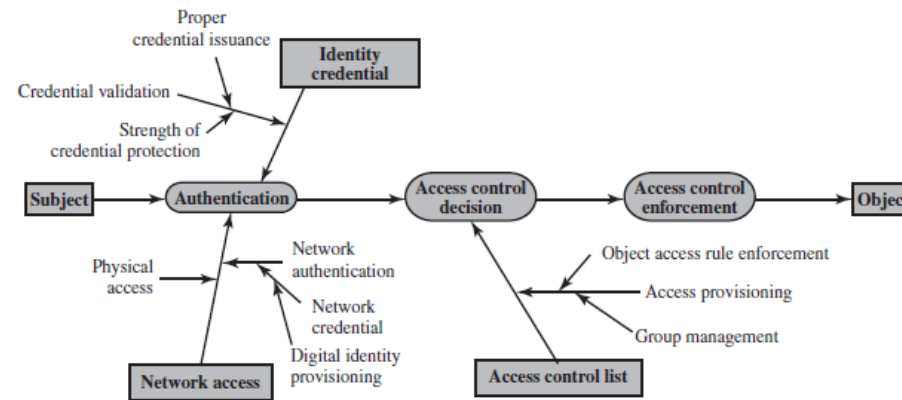 Proper
credential issuance
Identity
credential
Credential validation
Strength of
credential protection
Subject
Authentication
Access control
decision
Access control
enforcement
Objec
Physical
access
Network
authentication
Network
credential
Digital identity
provisioning
Object access rule enforcement
Access provisioning
Group management
Network access
Access control list